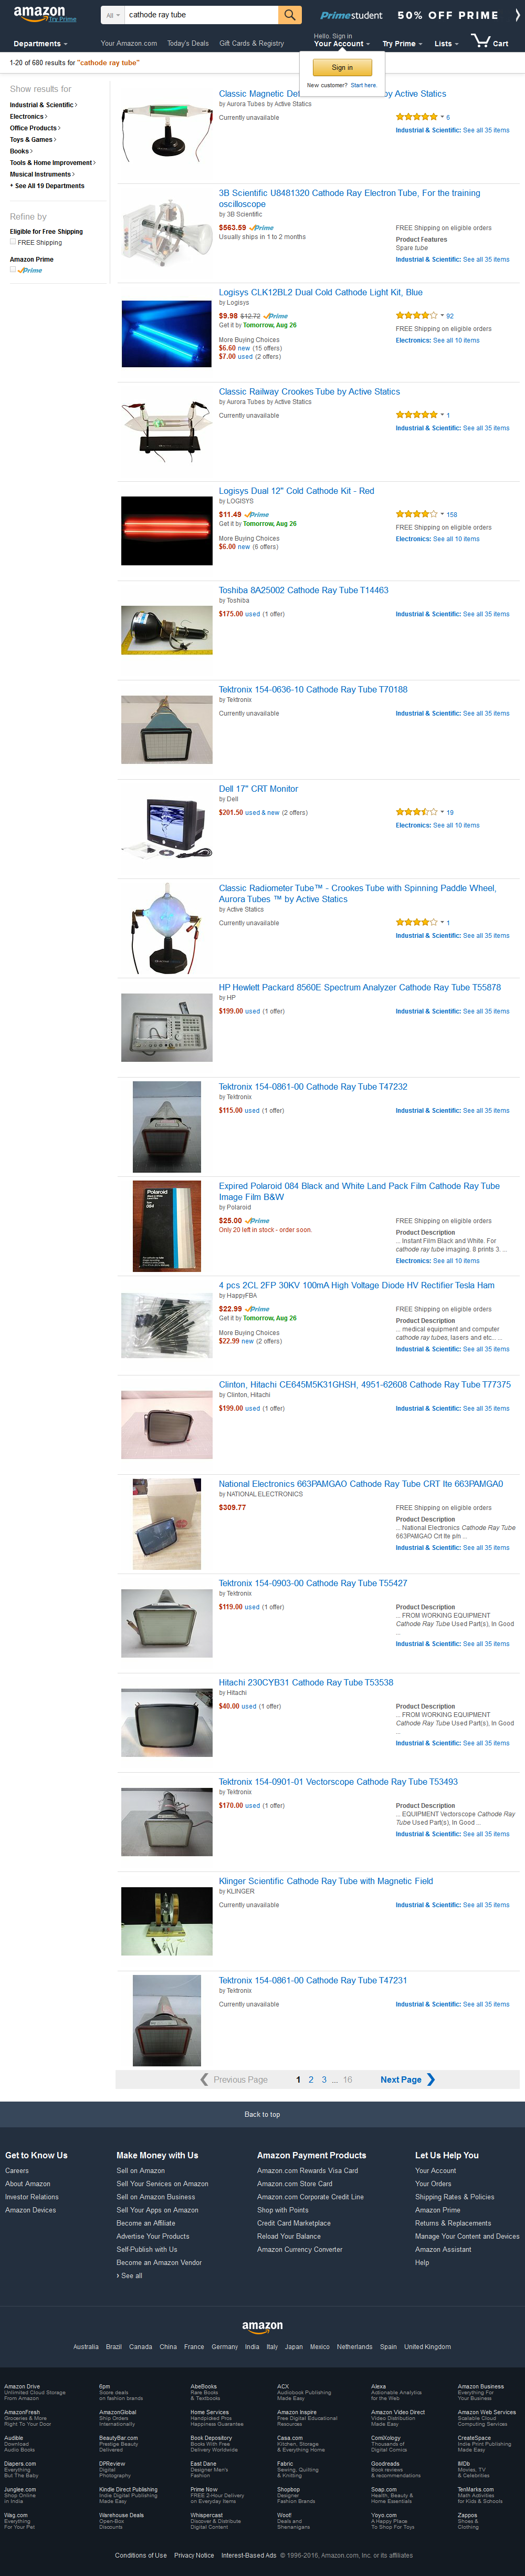 amazon
Try Prime
All
cathode ray tube
Primestudent 50% OFF PRIME
Departments
Your Amazon.com Today's Deals Gift Cards & Registry
Hello. Sign in
Your Account
Try Prime
Lists
Cart
Sign in
New customer? Start here.
1-20 of 680 results for "cathode ray tube"
Show results for
Industrial & Scientific
Electronics
Office Products
Toys & Games
Books
Tools & Home Improvement
Musical Instruments
+ See All 19 Departments
Refine by
Eligible for Free Shipping
FREE Shipping
Amazon Prime
Prime
Classic Magnetic by Active Statics
by Aurora Tubes by Active Statics
Currently unavailable
6
Industrial & Scientific: See all 35 items
3B Scientific U8481320 Cathode Ray Electron Tube, For the training
oscilloscope
by 3B Scientific
$563.59 Prime
Usually ships in 1 to 2 months
FREE Shipping on eligible orders
Product Features
Spare tube
Industrial & Scientific: See all 35 items
Logisys CLK12BL2 Dual Cold Cathode Light Kit, Blue
by Logisys
$9.98 $12.72 Prime
Get it by Tomorrow, Aug 26
More Buying Choices
$6.60 new (15 offers)
$7.00 used (2 offers)
92
FREE Shipping on eligible orders
Electronics: See all 10 items
Classic Railway Crookes Tube by Active Statics
by Aurora Tubes by Active Statics
Currently unavailable
1
Industrial & Scientific: See all 35 items
Logisys Dual 12" Cold Cathode Kit - Red
by LOGISYS
$11.49 Prime
Get it by Tomorrow, Aug 26
More Buying Choices
$6.00 new (6 offers)
158
FREE Shipping on eligible orders
Electronics: See all 10 items
Toshiba 8A25002 Cathode Ray Tube T14463
by Toshiba
$175.00 used (1 offer)
Industrial & Scientific: See all 35 items
Tektronix 154-0636-10 Cathode Ray Tube T70188
by Tektronix
Currently unavailable
Industrial & Scientific: See all 35 items
Dell 17" CRT Monitor
by Dell
$201.50 used & new (2 offers)
19
Electronics: See all 10 items
Classic Radiometer Tube™ - Crookes Tube with Spinning Paddle Wheel,
Aurora Tubes ™ by Active Statics
by Active Statics
Currently unavailable
1
Industrial & Scientific: See all 35 items
HP Hewlett Packard 8560E Spectrum Analyzer Cathode Ray Tube T55878
by HP
$199.00 used (1 offer)
Industrial & Scientific: See all 35 items
Tektronix 154-0861-00 Cathode Ray Tube T47232
by Tektronix
$115.00 used (1 offer)
Industrial & Scientific: See all 35 items
Polaroid
084
Expired Polaroid 084 Black and White Land Pack Film Cathode Ray Tube
Image Film B&W
by Polaroid
$25.00 Prime
Only 20 left in stock - order soon.
FREE Shipping on eligible orders
Product Description
... Instant Film Black and White. For
cathode ray tube imaging, 8 prints 3. ...
Electronics: See all 10 items
4 pcs 2CL 2FP 30KV 100mA High Voltage Diode HV Rectifier Tesla Ham
by HappyFBA
$22.99 Prime
Get it by Tomorrow, Aug 26
More Buying Choices
$22.99 new (2 offers)
FREE Shipping on eligible orders
Product Description
... medical equipment and computer
cathode ray tubes, lasers and etc... ...
Industrial & Scientific: See all 35 items
Clinton, Hitachi CE645M5K31GHSH, 4951-62608 Cathode Ray Tube T77375
by Clinton, Hitachi
$199.00 used (1 offer)
Industrial & Scientific: See all 35 items
National Electronics 663PAMGAO Cathode Ray Tube CRT Ite 663PAMGA0
by NATIONAL ELECTRONICS
$309.77
FREE Shipping on eligible orders
Product Description
... National Electronics Cathode Ray Tube
663PAMGAO Crt Ite p/n ...
Industrial & Scientific: See all 35 items
Tektronix 154-0903-00 Cathode Ray Tube T55427
by Tektronix
$119.00 used (1 offer)
Product Description
... FROM WORKING EQUIPMENT
Cathode Ray Tube Used Part(s), In Good
...
Industrial & Scientific: See all 35 items
Hitachi 230CYB31 Cathode Ray Tube T53538
by Hitachi
$40.00 used (1 offer)
Product Description
... FROM WORKING EQUIPMENT
Cathode Ray Tube Used Part(s), In Good
...
Industrial & Scientific: See all 35 items
Tektronix 154-0901-01 Vectorscope Cathode Ray Tube T53493
by Tektronix
$170.00 used (1 offer)
Product Description
... EQUIPMENT Vectorscope Cathode Ray
Tube Used Part(s), In Good ...
Industrial & Scientific: See all 35 items
Klinger Scientific Cathode Ray Tube with Magnetic Field
by KLINGER
Currently unavailable
Industrial & Scientific: See all 35 items
Tektronix 154-0861-00 Cathode Ray Tube T47231
by Tektronix
Currently unavailable
Industrial & Scientific: See all 35 items
Previous Page 1 2 3 ... 16 Next Page
Back to top
Get to Know Us
Careers
About Amazon
Investor Relations
Amazon Devices
Make Money with Us
Sell on Amazon
Sell Your Services on Amazon
Sell on Amazon Business
Sell Your Apps on Amazon
Become an Affiliate
Advertise Your Products
Self-Publish with Us
Become an Amazon Vendor
› See all
Amazon Payment Products
Amazon.com Rewards Visa Card
Amazon.com Store Card
Amazon.com Corporate Credit Line
Shop with Points
Credit Card Marketplace
Reload Your Balance
Amazon Currency Converter
Let Us Help You
Your Account
Your Orders
Shipping Rates & Policies
Amazon Prime
Returns & Replacements
Manage Your Content and Devices
Amazon Assistant
Help
amazon
Australia Brazil Canada China France Germany India Italy Japan Mexico Netherlands Spain United Kingdom
Amazon Drive
Unlimited Cloud Storage
From Amazon
6pm
Score deals
on fashion brands
AbeBooks
Rare Books
& Textbooks
ACX
Audiobook Publishing
Made Easy
Alexa
Actionable Analytics
for the Web
Amazon Business
Everything For
Your Business
AmazonFresh
Groceries & More
Right To Your Door
AmazonGlobal
Ship Orders
Internationally
Home Services
Handpicked Pros
Happiness Guarantee
Amazon Inspire
Free Digital Educational
Resources
Amazon Video Direct
Video Distribution
Made Easy
Amazon Web Services
Scalable Cloud
Computing Services
Audible
Download
Audio Books
BeautyBar.com
Prestige Beauty
Delivered
Book Depository
Books With Free
Delivery Worldwide
Casa.com
Kitchen, Storage
& Everything Home
ComiXology
Thousands of
Digital Comics
CreateSpace
Indie Print Publishing
Made Easy
Diapers.com
Everything
But The Baby
DPReview
Digital
Photography
East Dane
Designer Men's
Fashion
Fabric
Sewing, Quilting
& Knitting
Goodreads
Book reviews
& recommendations
IMDb
Movies, TV
& Celebrities
Junglee.com
Shop Online
in India
Kindle Direct Publishing
Indie Digital Publishing
Made Easy
Prime Now
FREE 2-Hour Delivery
on Everyday Items
Shopbop
Designer
Fashion Brands
Soap.com
Health, Beauty &
Home Essentials
TenMarks.com
Math Activities
for Kids & Schools
Wag.com
Everything
For Your Pet
Warehouse Deals
Open-Box
Discounts
Whispercast
Discover & Distribute
Digital Content
Woot!
Deals and
Shenanigans
Yoyo.com
A Happy Place
To Shop For Toys
Zappos
Shoes &
Clothing
Conditions of Use Privacy Notice Interest-Based Ads © 1996-2016, Amazon.com, Inc. or its affiliates